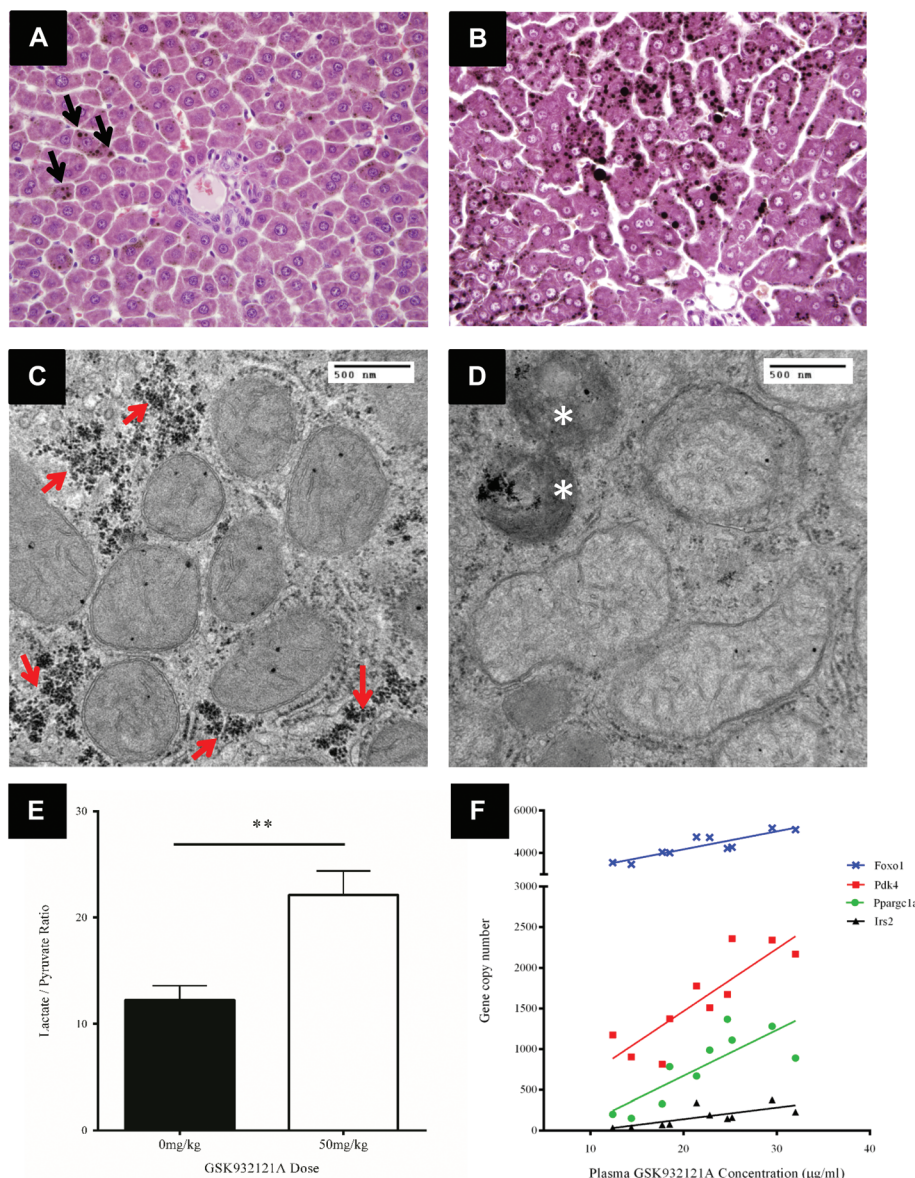 A
B
C
500 nm
D
500 nm
*
*
E
30
20
10
0
**
Lactate / Pyruvate Ratio
0mg/kg
50mg/kg
GSK932121A Dose
F
6000
4000
3000
2500
2000
1500
1000
500
0
Gene copy number
10
20
30
40
Plasma GSK932121A Concentration (μg/ml)
Foxo1
Pdk4
Ppargc1a
Irs2